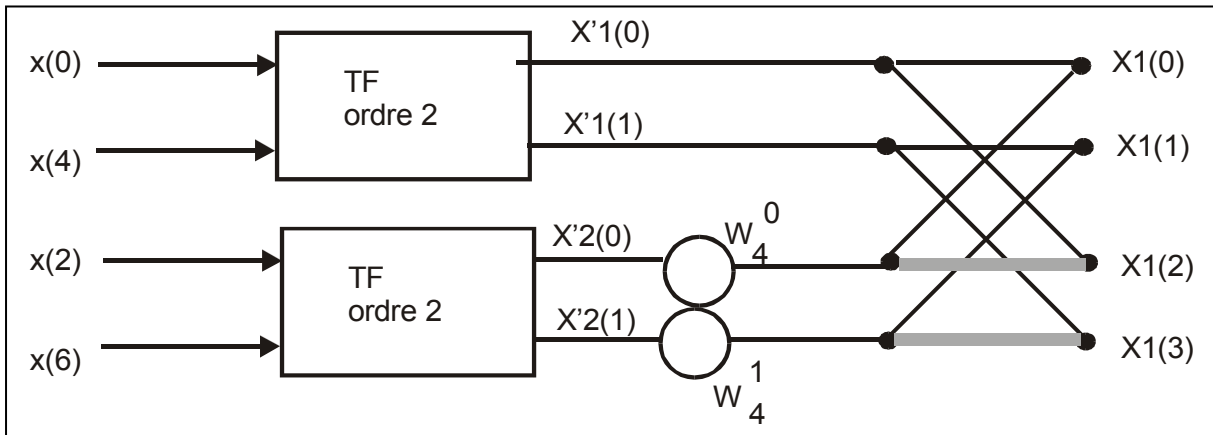 X'1(0)
x(0)
X1(0)
TF
ordre 2
X'1(1)
x(4)
X1(1)
X'2(0)
W 0 4
x(2)
X1(2)
TF
ordre 2
X'2(1)
x(6)
X1(3)
W 1 4